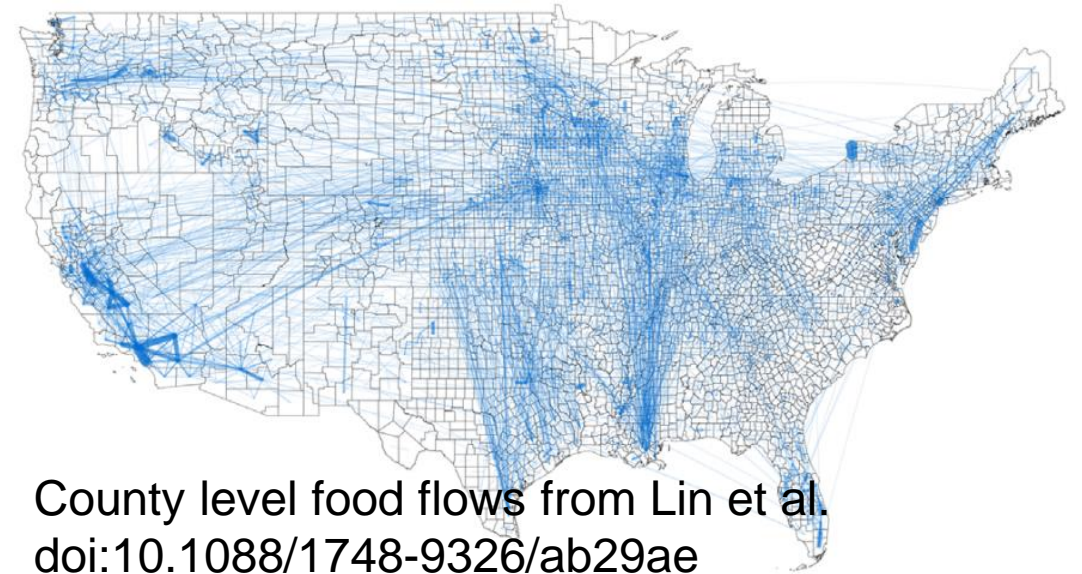 County level food flows from Lin et al.
doi:10.1088/1748-9326/ab29ae